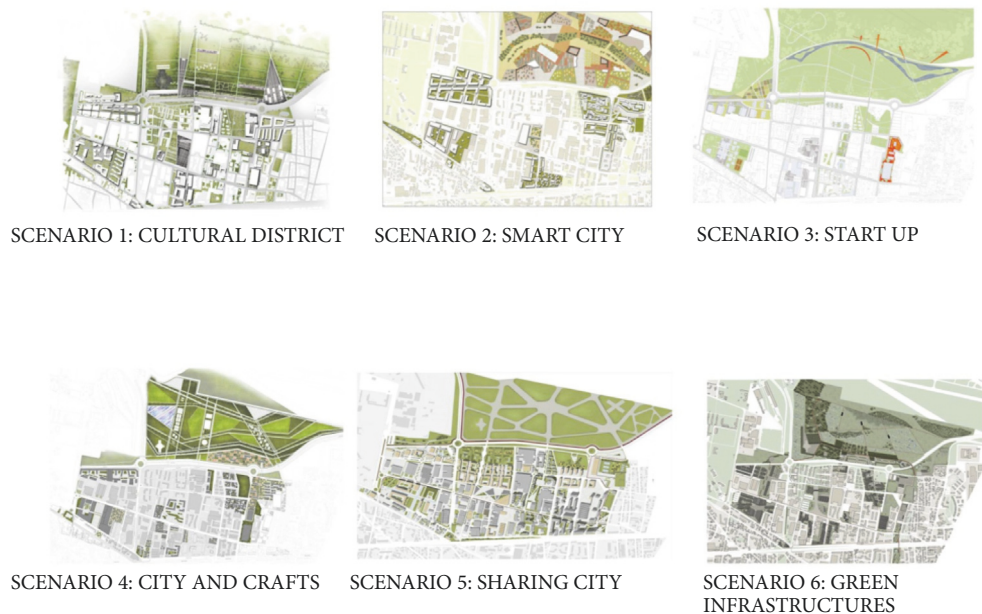 SCENARIO 1: CULTURAL DISTRICT
SCENARIO 2: SMART CITY
SCENARIO 3: START UP
SCENARIO 4: CITY AND CRAFTS
SCENARIO 5: SHARING CITY
SCENARIO 6: GREEN
INFRASTRUCTURES